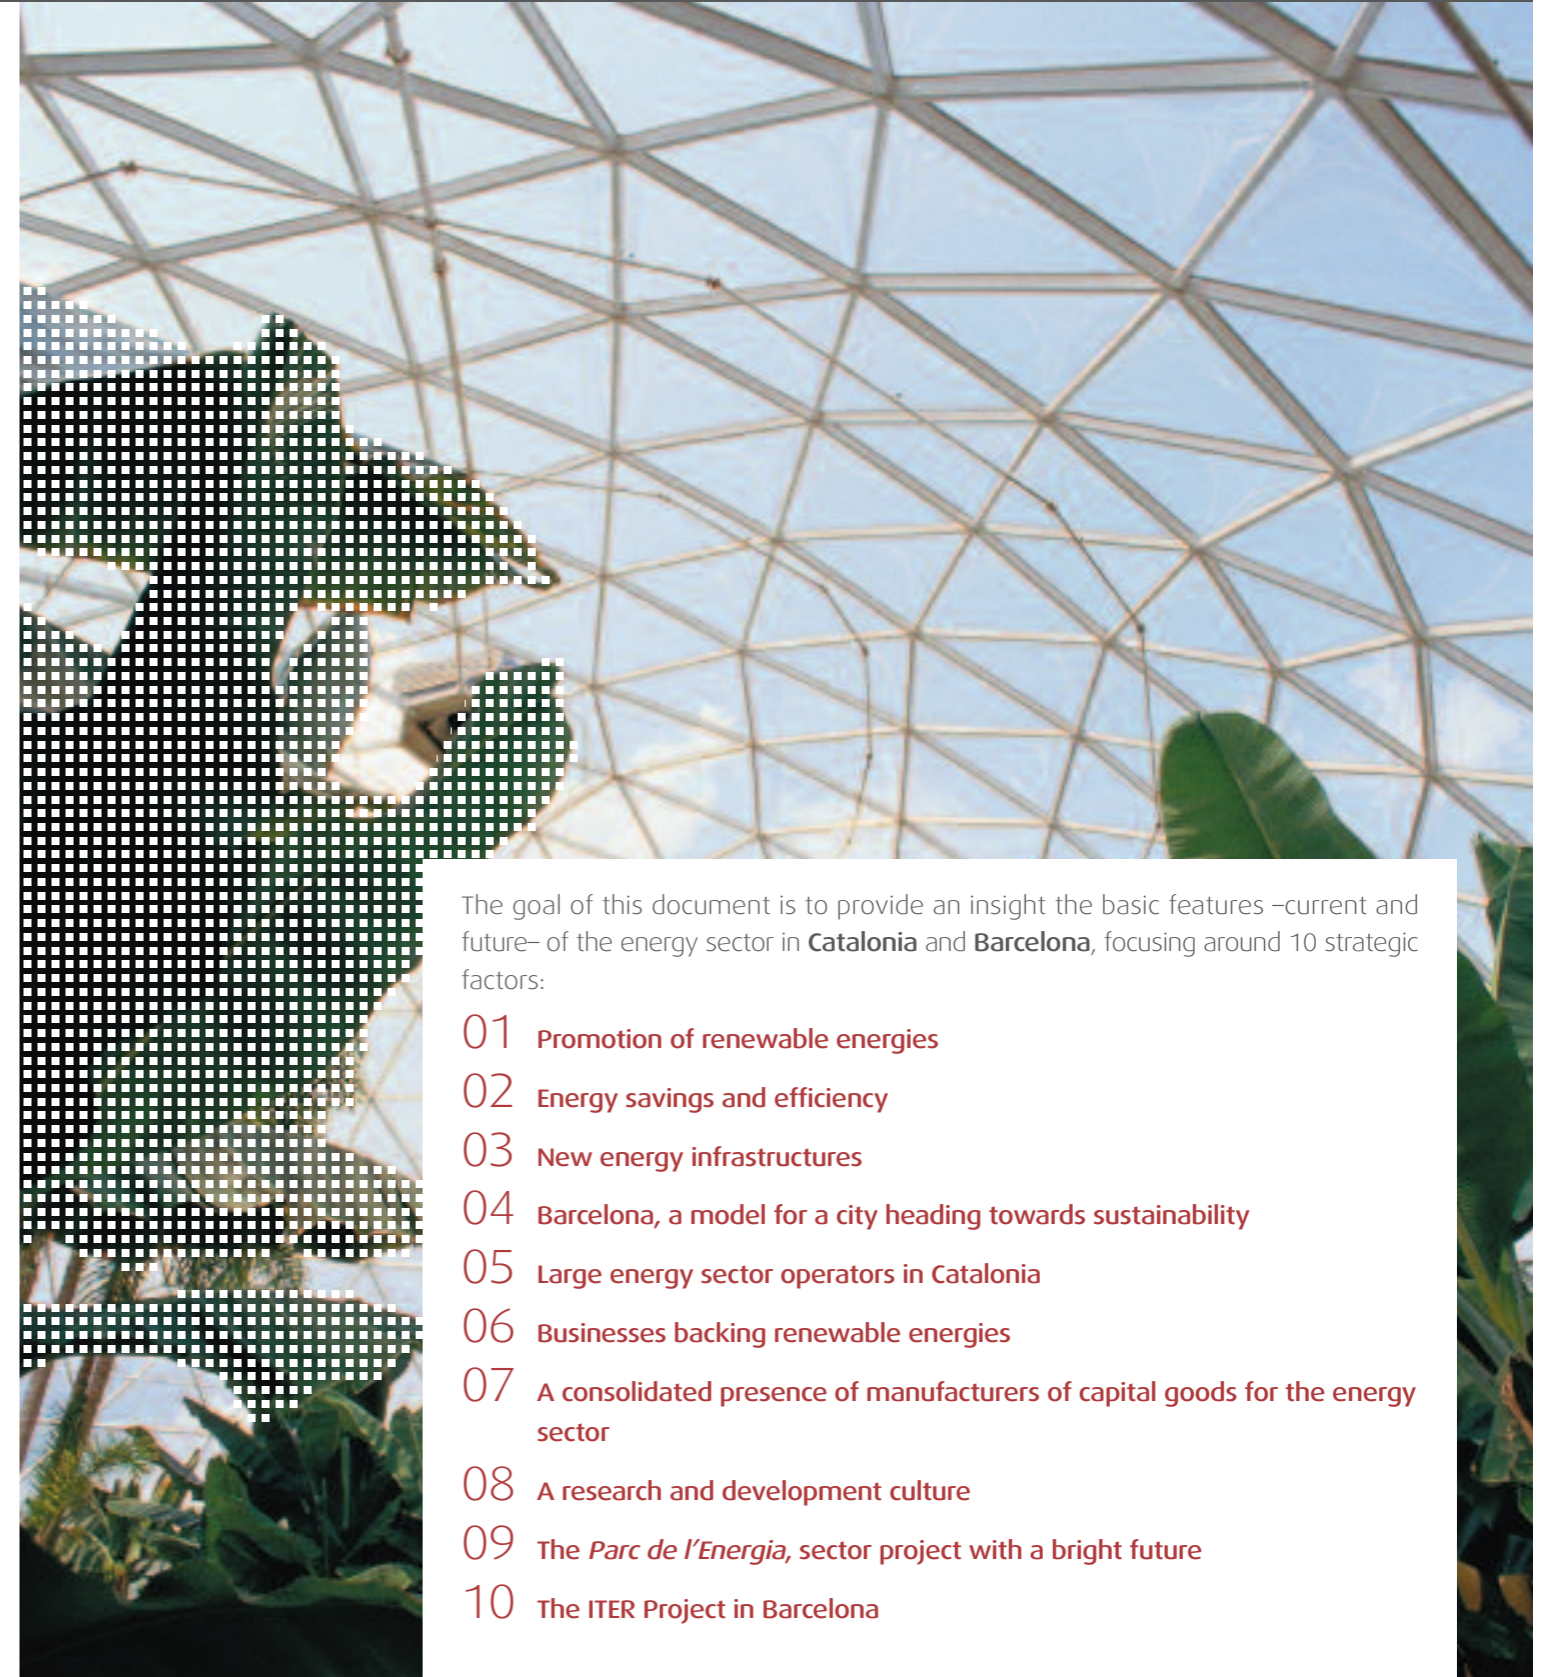 The goal of this document is to provide an insight the basic features –current and
future– of the energy sector in Catalonia and Barcelona, focusing around 10 strategic
factors:
01 Promotion of renewable energies
02 Energy savings and efficiency
03 New energy infrastructures
04 Barcelona, a model for a city heading towards sustainability
05 Large energy sector operators in Catalonia
06 Businesses backing renewable energies
07 A consolidated presence of manufacturers of capital goods for the energy
sector
08 A research and development culture
09 The Parc de l'Energia, sector project with a bright future
10 The ITER Project in Barcelona